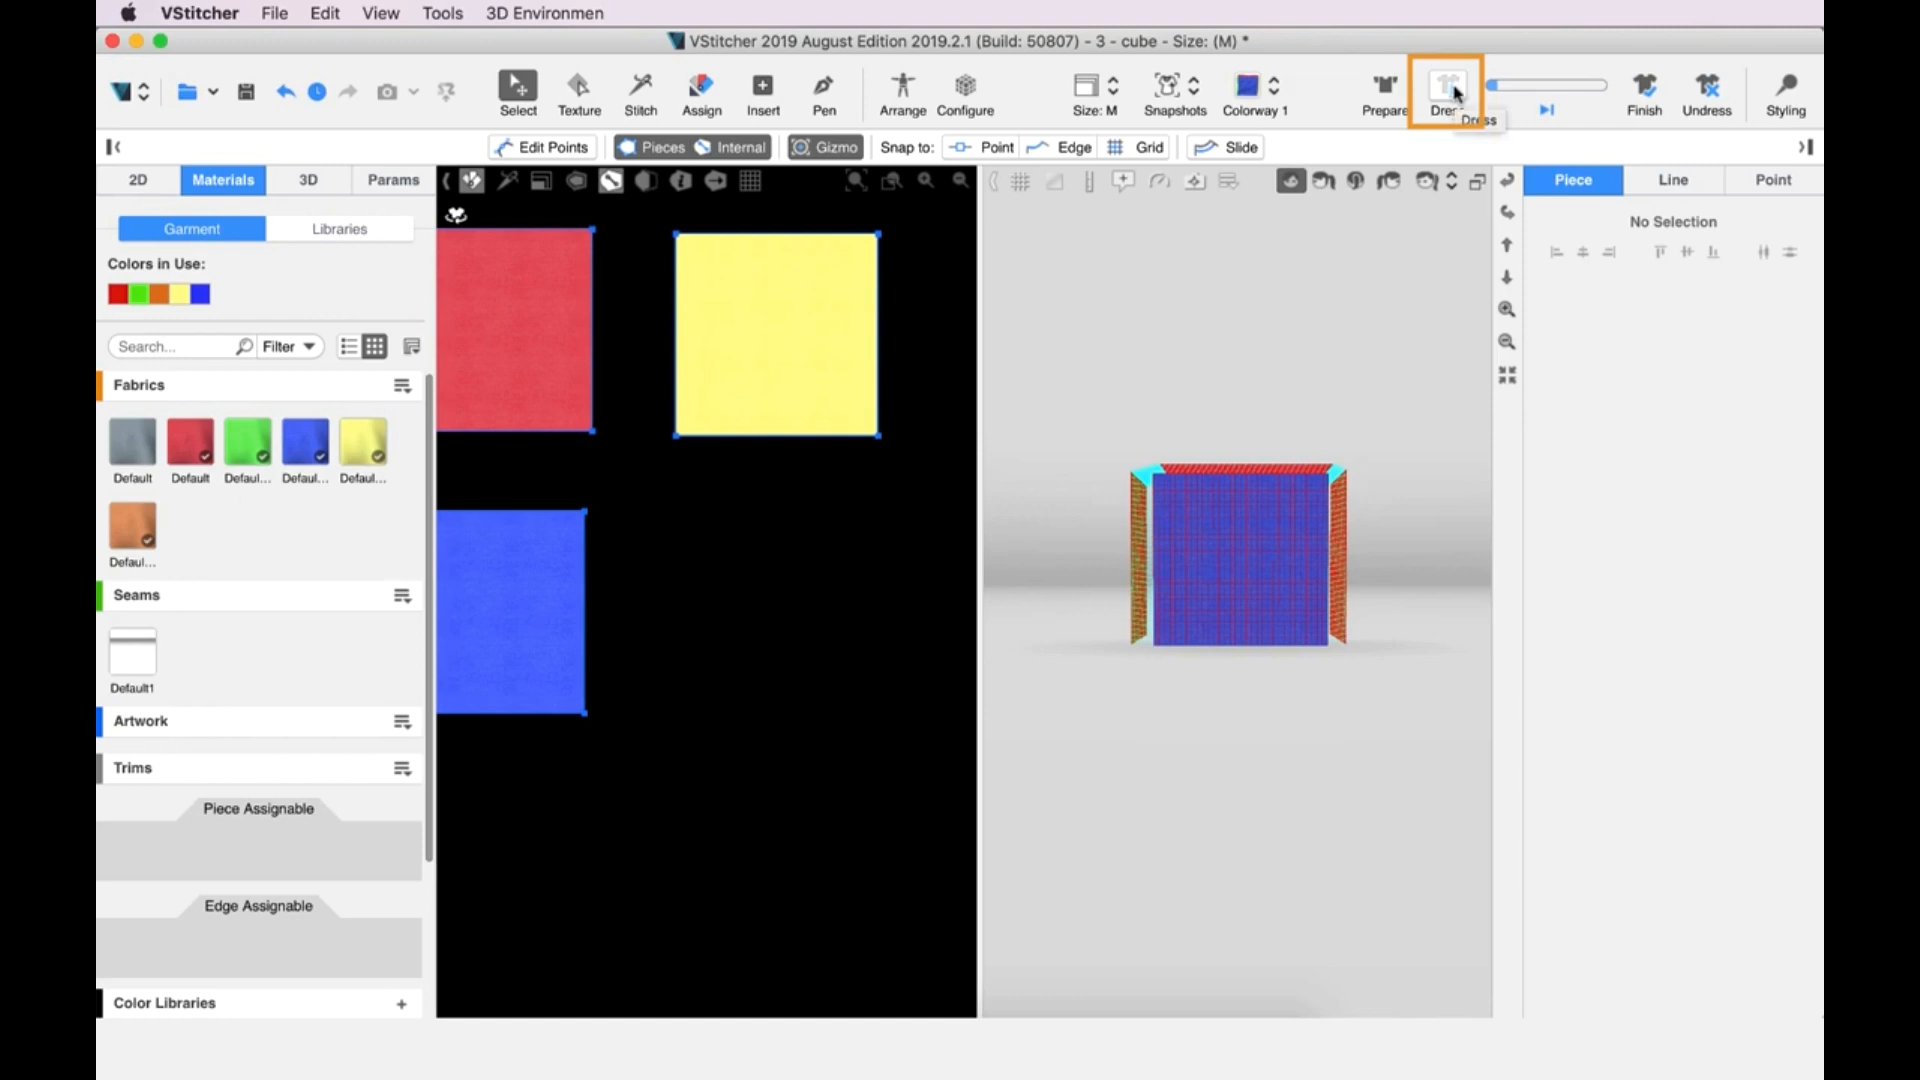 VStitcher File Edit View Tools 3D Environmen
VStitcher 2019 August Edition 2019.2.1 (Build: 50807) - 3 - cube - Size: (M) *
Select Texture Stitch Assign Insert Pen Arrange Configure Size: M Snapshots Colorway 1 Prepare Finish Undress Styling
Dress
Edit Points Pieces Internal Gizmo Snap to: Point Edge Grid Slide
2D Materials 3D Params
Piece Line Point
Garment Libraries
No Selection
Colors in Use:
Search... Filter
Fabrics
Default Default Defaul... Defaul... Defaul...
Defaul...
Seams
Default1
Artwork
Trims
Piece Assignable
Edge Assignable
Color Libraries +